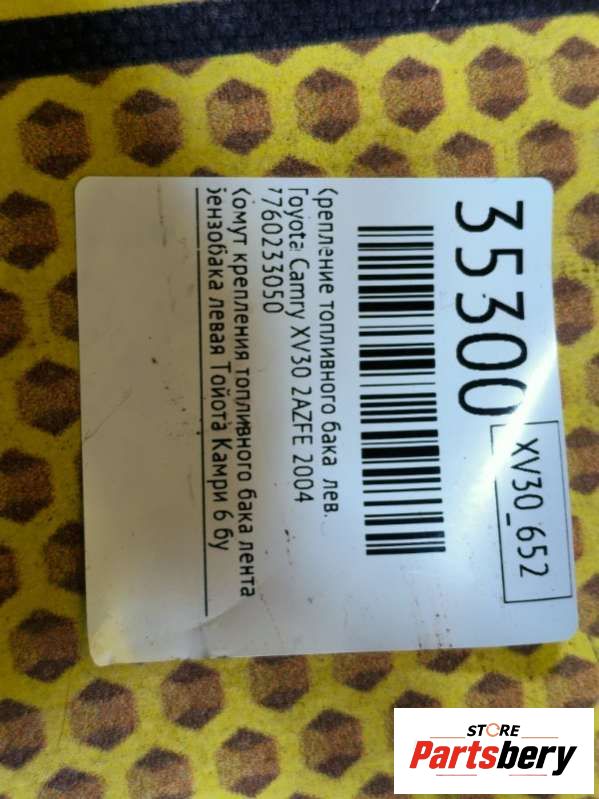 35300
XV30_652
Крепление топливного бака лев.
Toyota Camry XV30 2AZFE 2004
7760233050
Хомут крепления топливного бака лента
бензобака левая Тойота Камри 6 бу
STORE
Partsbery